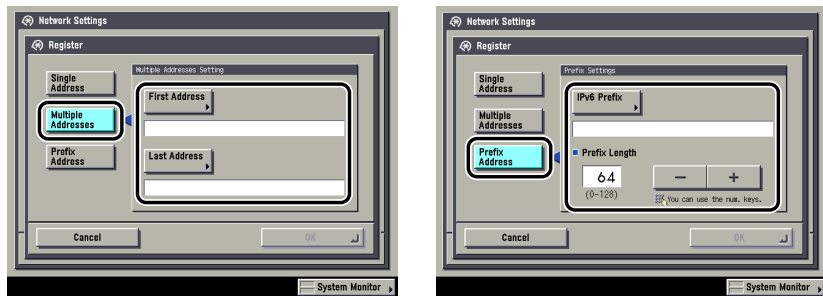 Network Settings
Register
Single
Address
Multiple
Addresses
Prefix
Address
Multiple Addresses Setting
First Address
Last Address
Cancel
OK
System Monitor
Network Settings
Register
Single
Address
Multiple
Addresses
Prefix
Address
Prefix Settings
IPv6 Prefix
Prefix Length
64
(0-128)
− +
You can use the num. keys.
Cancel
OK
System Monitor